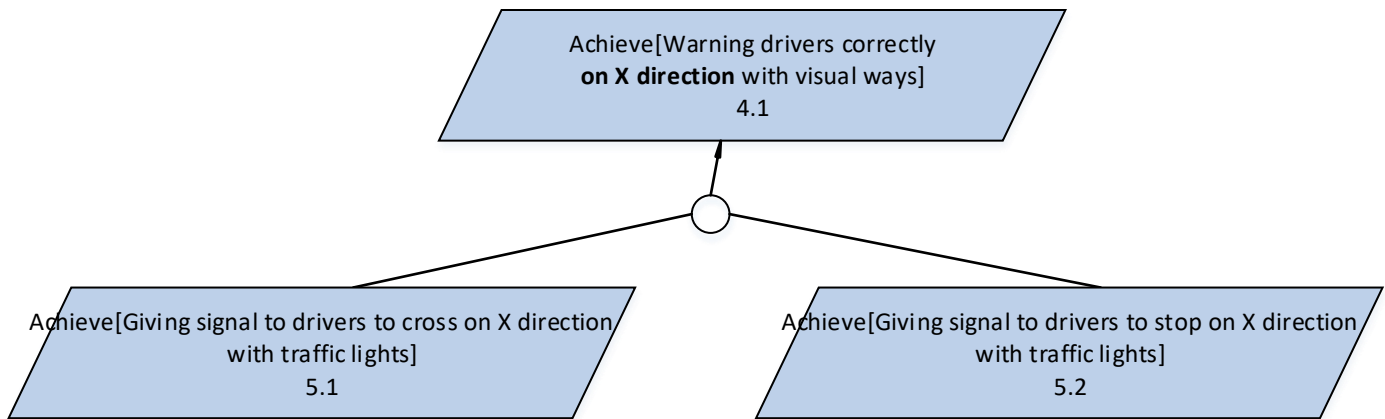 Achieve[Warning drivers correctly
on X direction with visual ways]
4.1
Achieve[Giving signal to drivers to cross on X direction
with traffic lights]
5.1
Achieve[Giving signal to drivers to stop on X direction
with traffic lights]
5.2